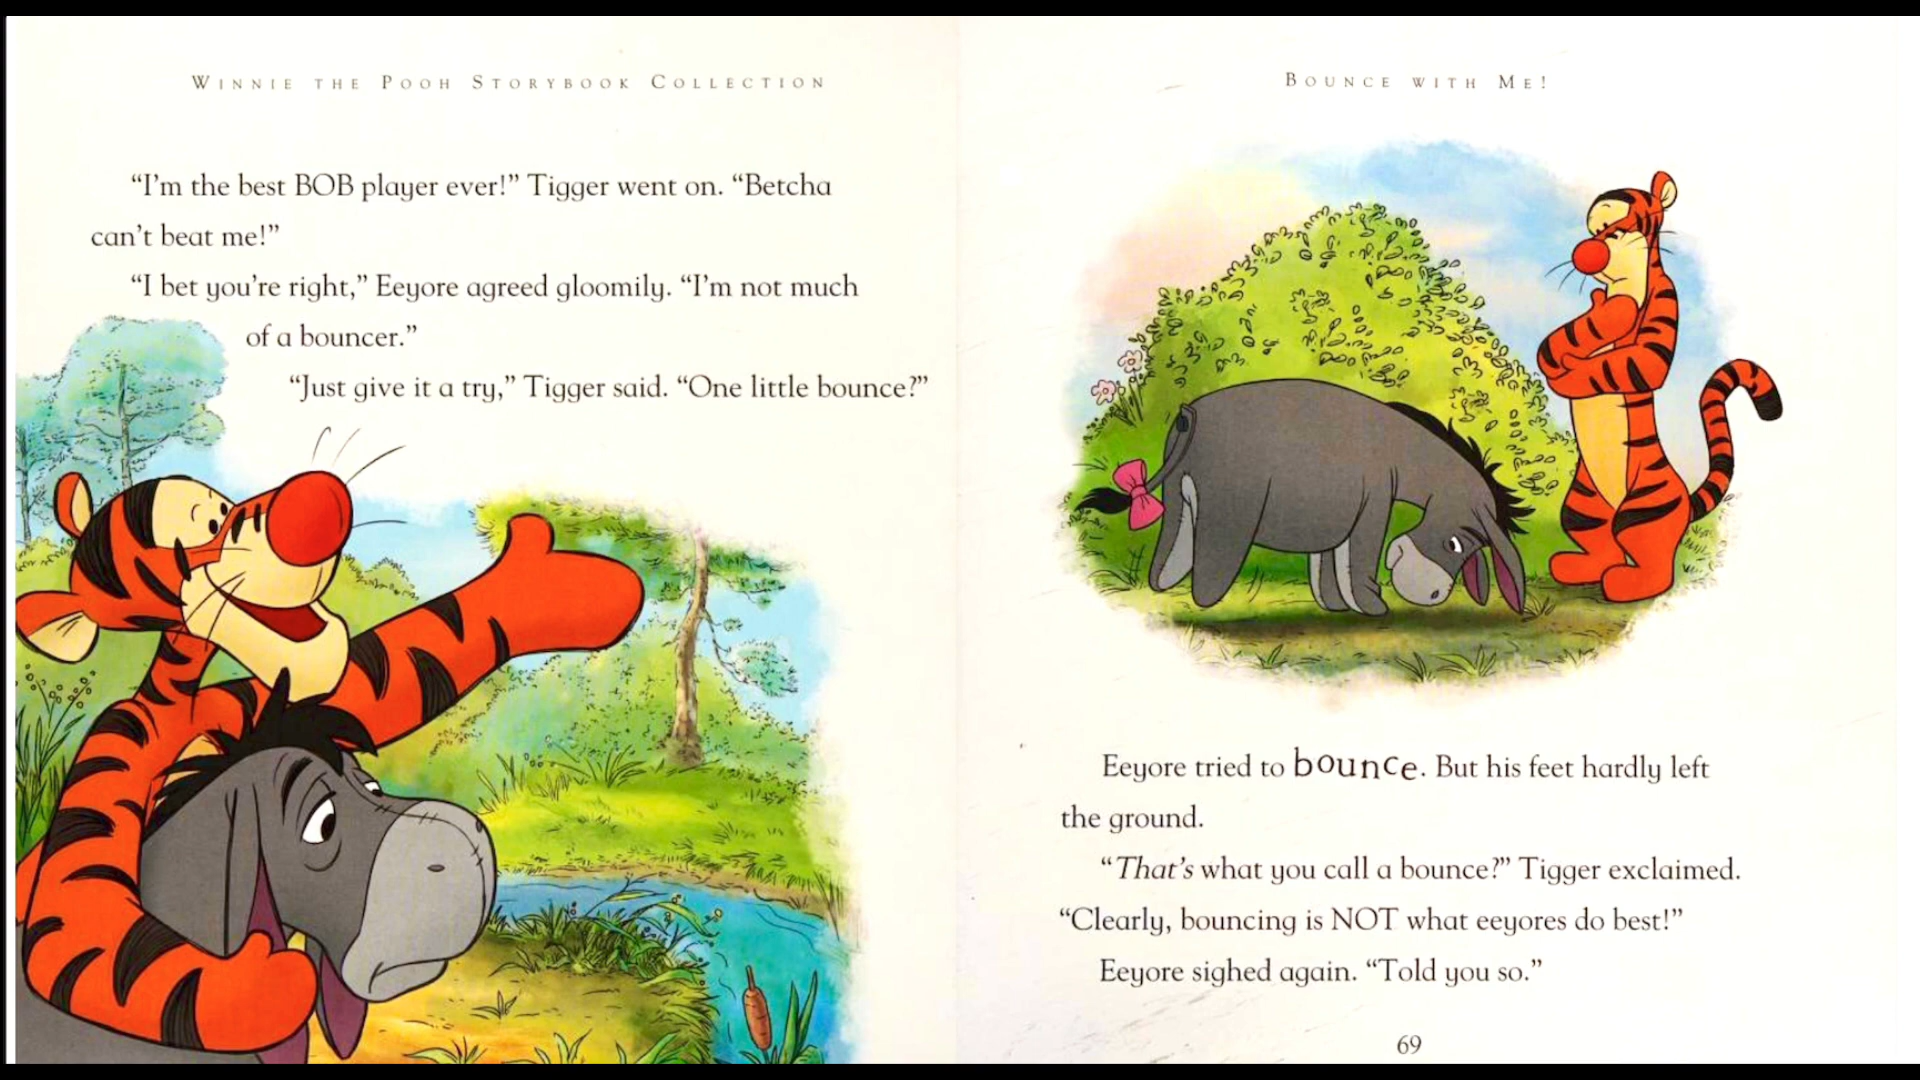 WINNIE THE POOH STORYBOOK COLLECTION
“I’m the best BOB player ever!” Tigger went on. “Betcha
can’t beat me!”
“I bet you’re right,” Eeyore agreed gloomily. “I’m not much
of a bouncer.”
“Just give it a try,” Tigger said. “One little bounce?”
BOUNCE WITH ME!
Eeyore tried to bounce. But his feet hardly left
the ground.
“That’s what you call a bounce?” Tigger exclaimed.
“Clearly, bouncing is NOT what eeyores do best!”
Eeyore sighed again. “Told you so.”
69